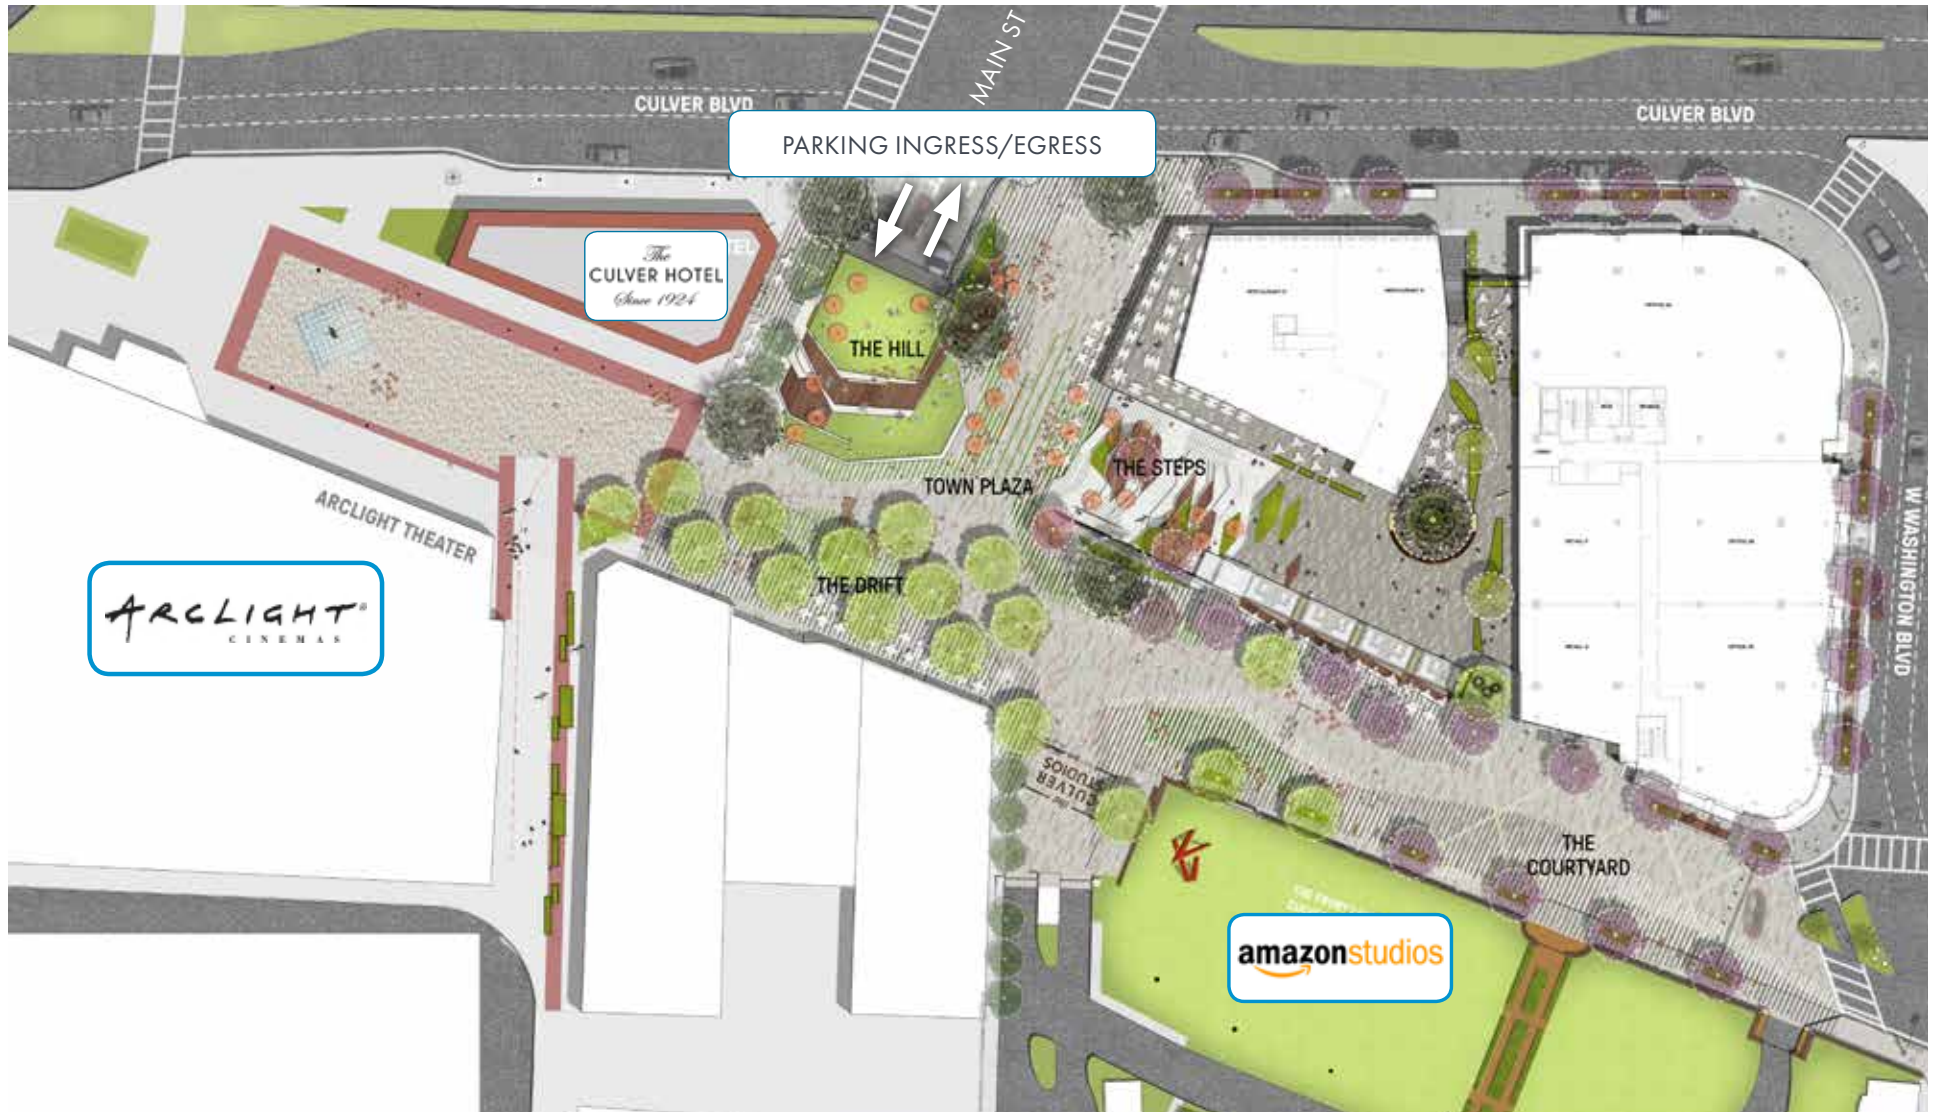 MAIN ST
CULVER BLVD
CULVER BLVD
PARKING INGRESS/EGRESS
The
CULVER HOTEL
Since 1924
THE HILL
THE STEPS
TOWN PLAZA
ARCLIGHT THEATER
ARCLIGHT
CINEMAS
THE DRIFT
W WASHINGTON BLVD
CULVER
STUDIOS
THE
COURTYARD
amazonstudios